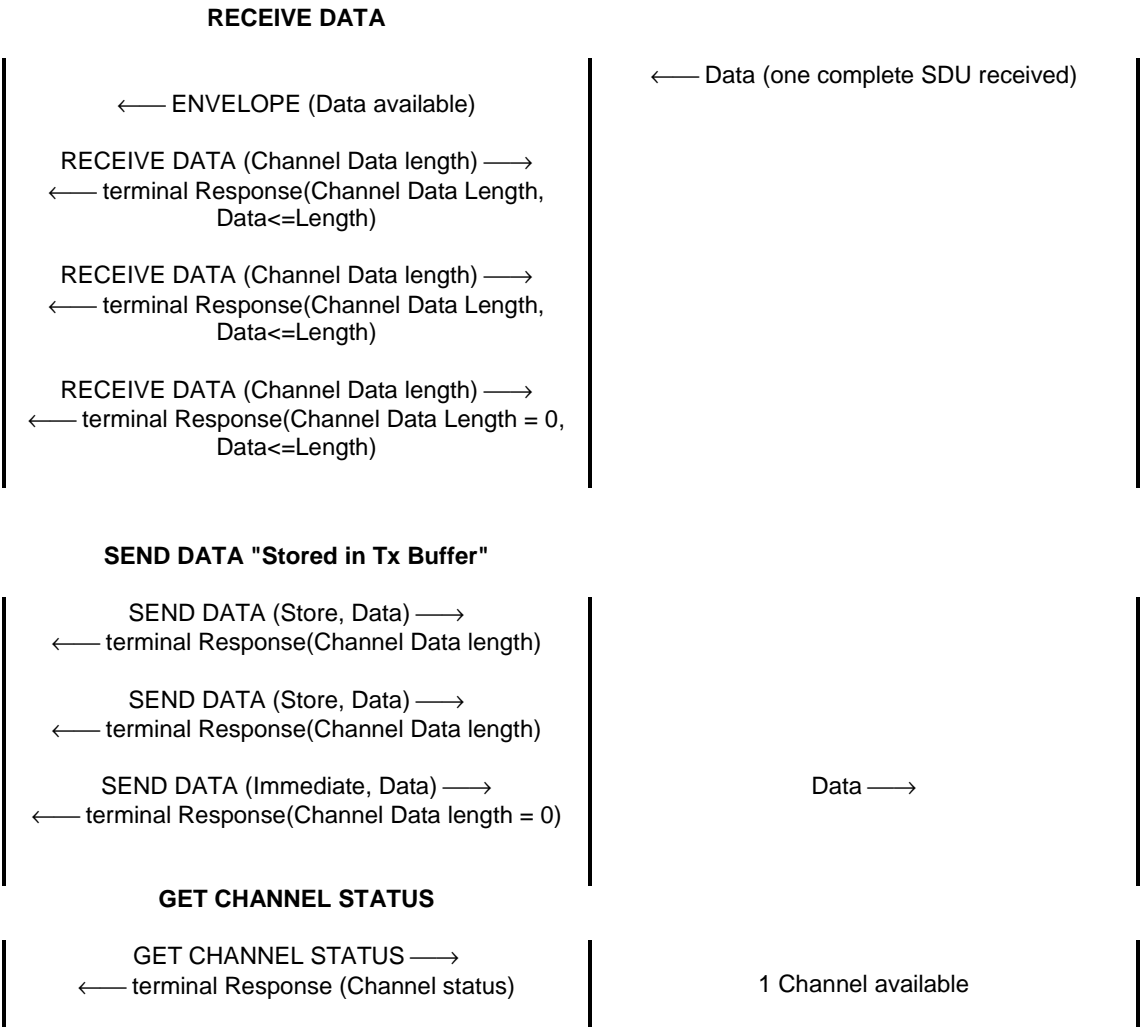 RECEIVE DATA
←── Data (one complete SDU received)
←── ENVELOPE (Data available)
RECEIVE DATA (Channel Data length) ──→
←── terminal Response(Channel Data Length,
Data<=Length)
RECEIVE DATA (Channel Data length) ──→
←── terminal Response(Channel Data Length,
Data<=Length)
RECEIVE DATA (Channel Data length) ──→
←── terminal Response(Channel Data Length = 0,
Data<=Length)
SEND DATA "Stored in Tx Buffer"
SEND DATA (Store, Data) ──→
←── terminal Response(Channel Data length)
SEND DATA (Store, Data) ──→
←── terminal Response(Channel Data length)
SEND DATA (Immediate, Data) ──→
Data ──→
←── terminal Response(Channel Data length = 0)
GET CHANNEL STATUS
GET CHANNEL STATUS ──→
←── terminal Response (Channel status)
1 Channel available